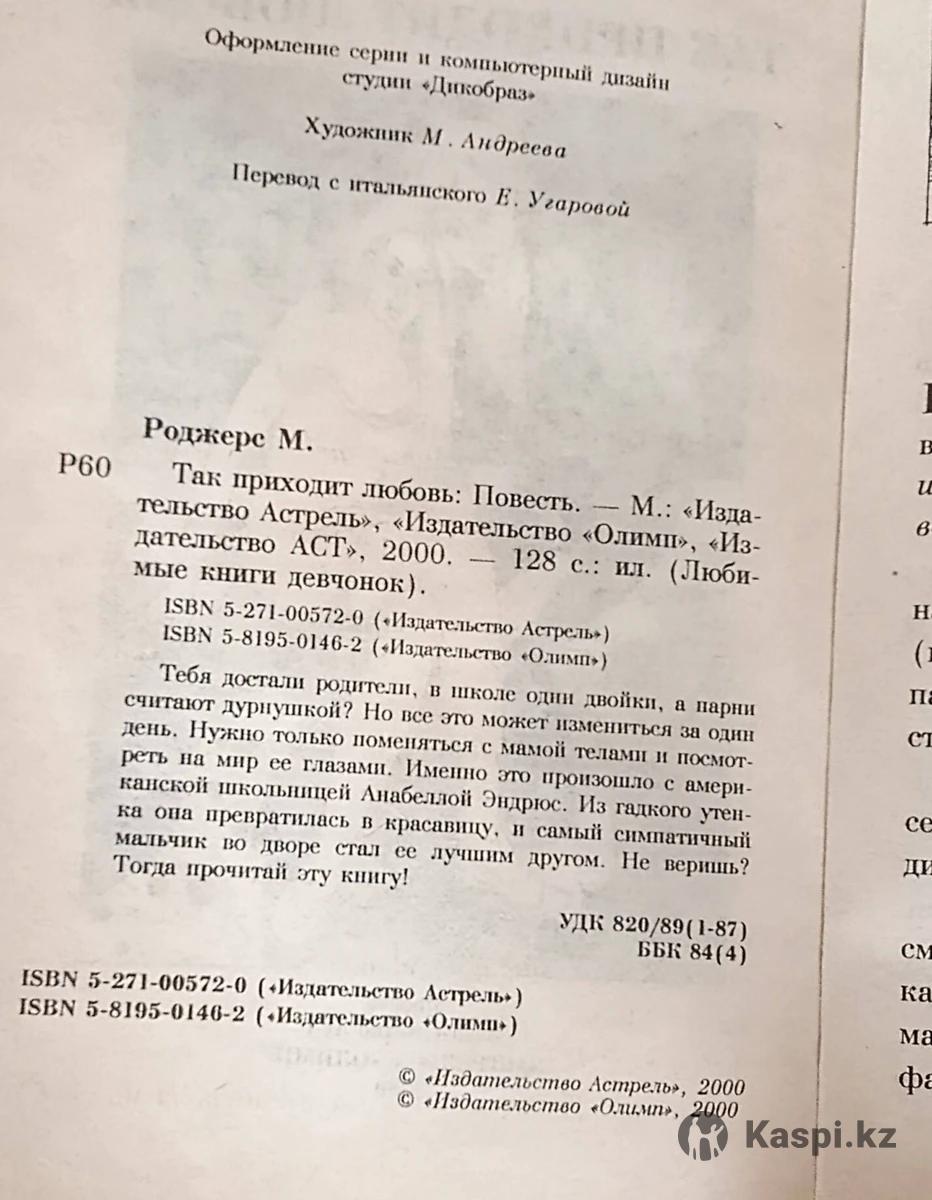 Оформление серии и компьютерный дизайн
студии «Дикобраз»
Художник М. Андреева
Перевод с итальянского Е. Угаровой
Роджерс М.
Р60 Так приходит любовь: Повесть. — М.: «Изда-
тельство Астрель», «Издательство «Олимп», «Из-
дательство АСТ», 2000. — 128 с.: ил. (Люби-
мые книги девчонок).
ISBN 5-271-00572-0 («Издательство Астрель»)
ISBN 5-8195-0146-2 («Издательство «Олимп»)
Тебя достали родители, в школе одни двойки, а парни
считают дурнушкой? Но все это может измениться за один
день. Нужно только поменяться с мамой телами и посмот-
реть на мир ее глазами. Именно это произошло с амери-
канской школьницей Анабеллой Эндрюс. Из гадкого утен-
ка она превратилась в красавицу, и самый симпатичный
мальчик во дворе стал ее лучшим другом. Не веришь?
Тогда прочитай эту книгу!
УДК 820/89(1-87)
ББК 84(4)
ISBN 5-271-00572-0 («Издательство Астрель»)
ISBN 5-8195-0146-2 («Издательство «Олимп»)
© «Издательство Астрель», 2000
© «Издательство «Олимп», 2000
Kaspi.kz